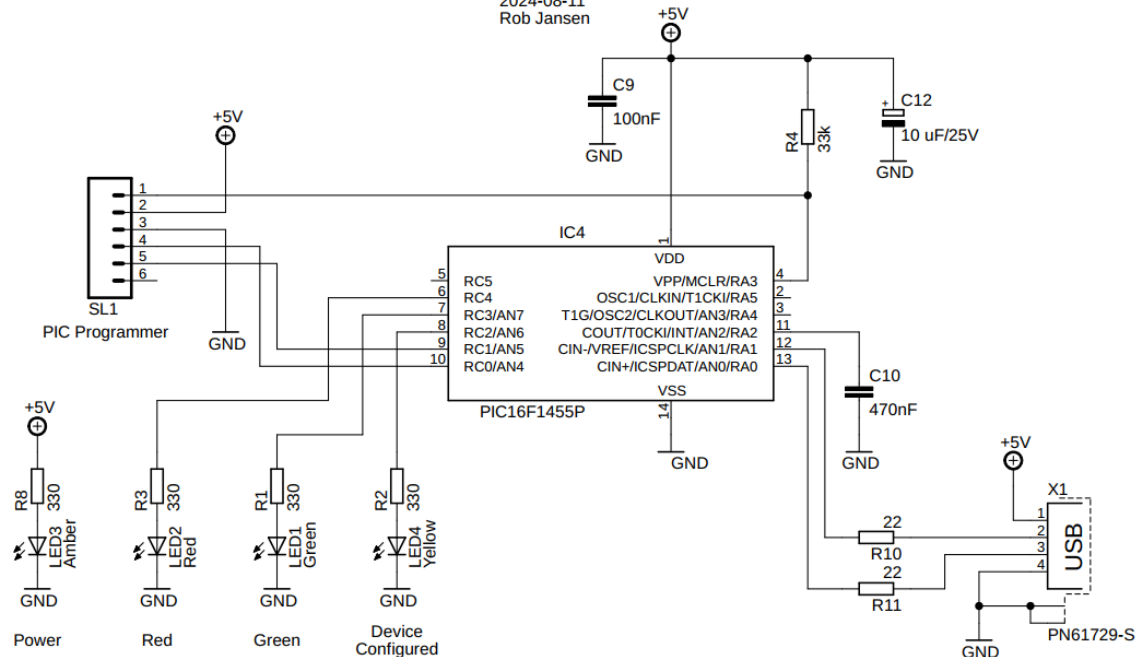 2024-08-11
Rob Jansen
+5V
C9
100nF
GND
R4
33k
+
C12
10 uF/25V
GND
+5V
1
2
3
4
5
6
SL1
PIC Programmer
GND
IC4
1
VDD
5
RC5
6
RC4
7
RC3/AN7
8
RC2/AN6
9
RC1/AN5
10
RC0/AN4
VPP/MCLR/RA3
4
OSC1/CLKIN/T1CKI/RA5
2
T1G/OSC2/CLKOUT/AN3/RA4
3
COUT/T0CKI/INT/AN2/RA2
11
CIN-/VREF/ICSPCLK/AN1/RA1
12
CIN+/ICSPDAT/AN0/RA0
13
VSS
14
PIC16F1455P
GND
C10
470nF
GND
+5V
R8
330
LED3
Amber
GND
Power
R3
330
LED2
Red
GND
Red
R1
330
LED1
Green
GND
Green
R2
330
LED4
Yellow
GND
Device
Configured
22
R10
22
R11
+5V
X1
1
2
3
4
USB
PN61729-S
GND